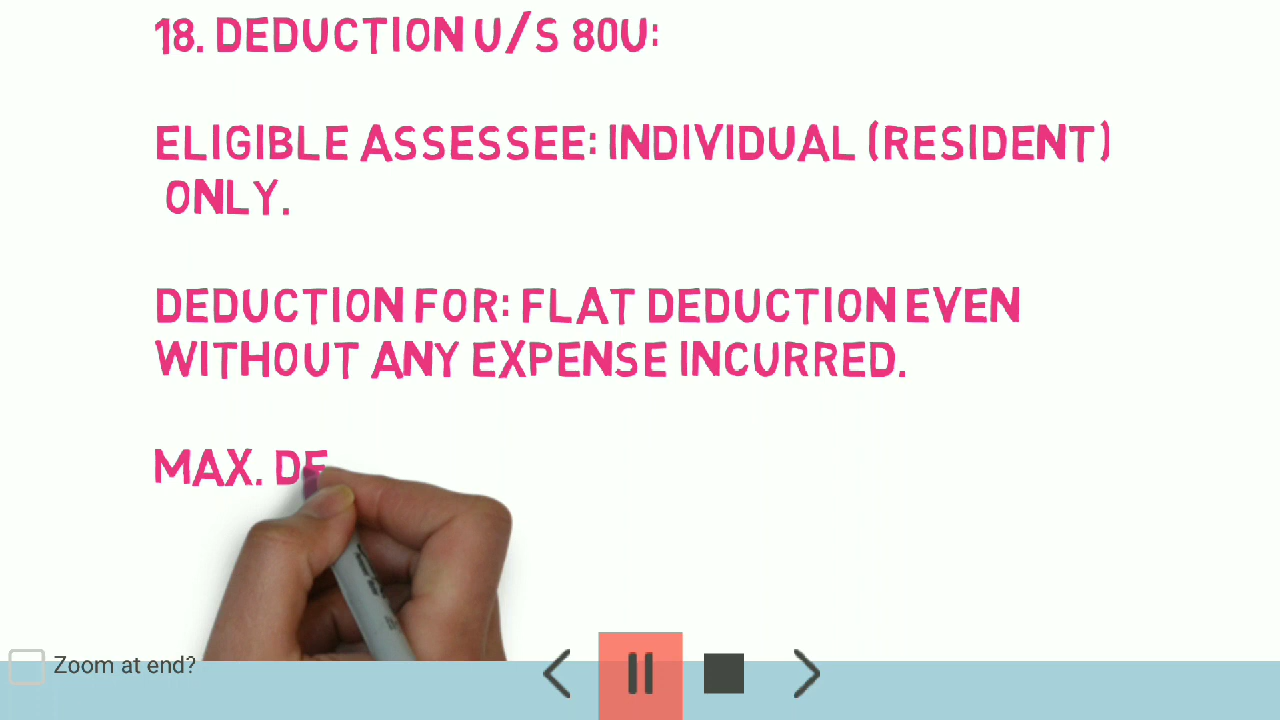 18. DEDUCTION U/S 80U:
ELIGIBLE ASSESSEE: INDIVIDUAL (RESIDENT)
ONLY.
DEDUCTION FOR: FLAT DEDUCTION EVEN
WITHOUT ANY EXPENSE INCURRED.
MAX. DE
Zoom at end?